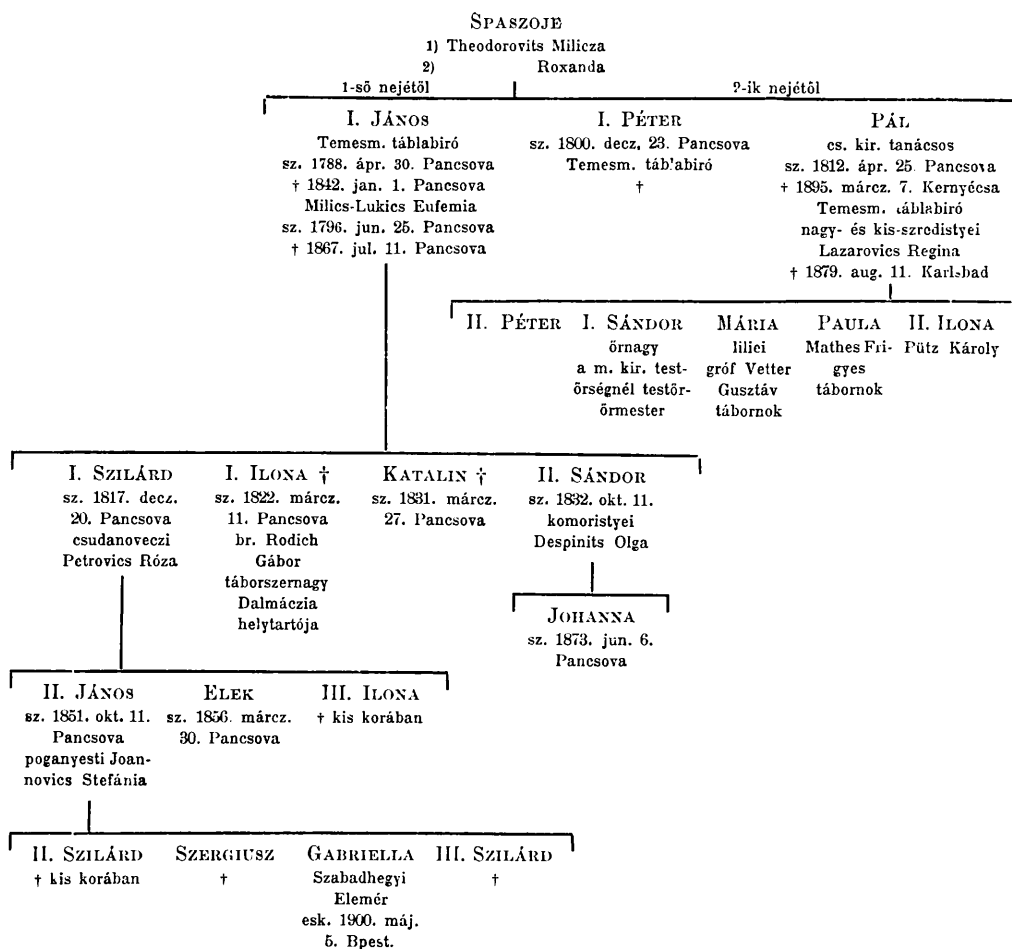 SPASZOJE
1) Theodorovits Milicza
2) Roxanda
1-ső nejétől
?-ik nejétől
I. JÁNOS
Temesm. táblabiró
sz. 1788. ápr. 30. Pancsova
† 1842. jan. 1. Pancsova
Milics-Lukics Eufemia
sz. 1796. jun. 25. Pancsova
† 1867. jul. 11. Pancsova
I. PÉTER
sz. 1800. decz. 23. Pancsova
Temesm. táb'abiró
†
PÁL
cs. kir. tanácsos
sz. 1812. ápr. 25. Pancsova
† 1895. márcz. 7. Kernyécsa
Temesm. táblabiró
nagy- és kis-szredistyei
Lazarovics Regina
† 1879. aug. 11. Karlsbad
II. PÉTER
I. SÁNDOR
őrnagy
a m. kir. test-
őrségnél testőr-
őrmester
MÁRIA
lilici
gróf Vetter
Gusztáv
tábornok
PAULA
Mathes Fri-
gyes
tábornok
II. ILONA
Pütz Károly
I. SZILÁRD
sz. 1817. decz.
20. Pancsova
csudanoveczi
Petrovics Róza
I. ILONA †
sz. 1822. márcz.
11. Pancsova
br. Rodich
Gábor
táborszernagy
Dalmáczia
helytartója
KATALIN †
sz. 1831. márcz.
27. Pancsova
II. SÁNDOR
sz. 1832. okt. 11.
komoristyei
Despinits Olga
JOHANNA
sz. 1873. jun. 6.
Pancsova
II. JÁNOS
sz. 1851. okt. 11.
Pancsova
poganyesti Joan-
novics Stefánia
ELEK
sz. 1856. márcz.
30. Pancsova
III. ILONA
† kis korában
II. SZILÁRD
† kis korában
SZERGIUSZ
†
GABRIELLA
Szabadhegyi
Elemér
esk. 1900. máj.
5. Bpest.
III. SZILÁRD
†